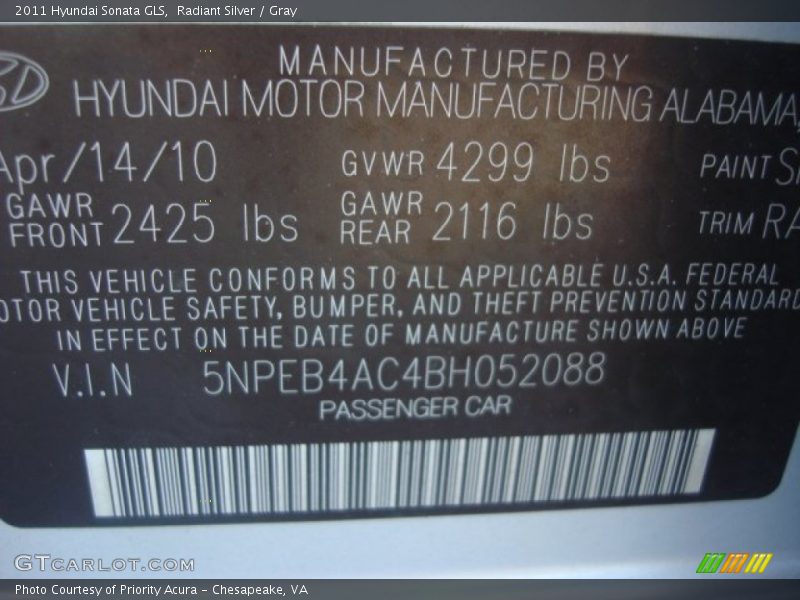 2011 Hyundai Sonata GLS, Radiant Silver / Gray
MANUFACTURED BY
HYUNDAI MOTOR MANUFACTURING ALABAMA,
Apr/14/10 GVWR 4299 lbs PAINT
GAWR FRONT 2425 lbs GAWR REAR 2116 lbs TRIM RA
THIS VEHICLE CONFORMS TO ALL APPLICABLE U.S.A. FEDERAL
OTOR VEHICLE SAFETY, BUMPER, AND THEFT PREVENTION STANDARD
IN EFFECT ON THE DATE OF MANUFACTURE SHOWN ABOVE
V.I.N 5NPEB4AC4BH052088
PASSENGER CAR
GTCARLOT.COM
Photo Courtesy of Priority Acura – Chesapeake, VA